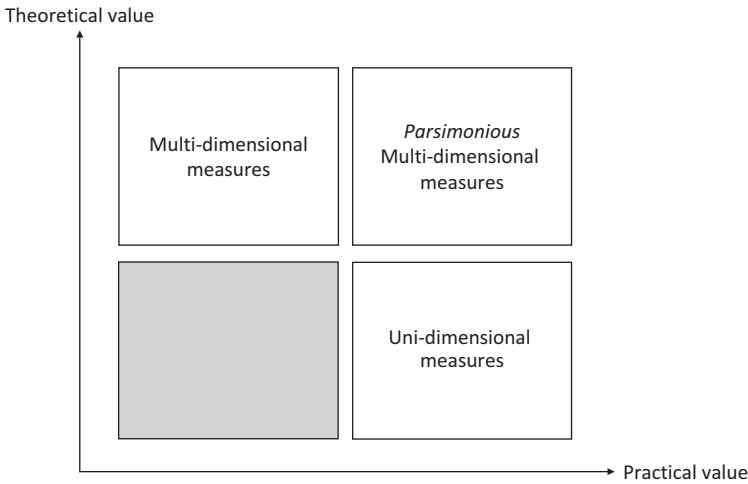 Theoretical value
Multi-dimensional
measures
Parsimonious
Multi-dimensional
measures
Uni-dimensional
measures
Practical value